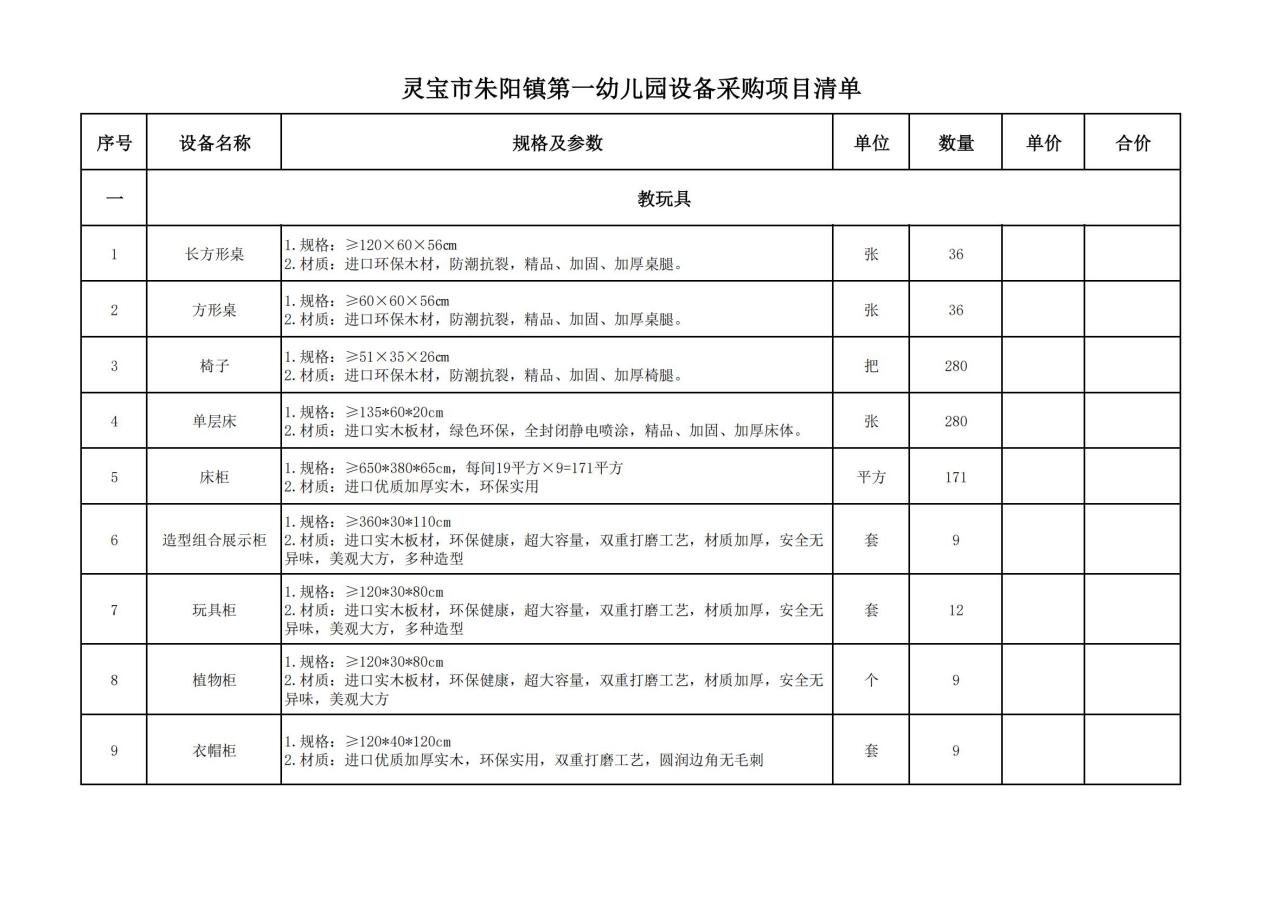 灵宝市朱阳镇第一幼儿园设备采购项目清单
序号 设备名称 规格及参数 单位 数量 单价 合价
一 教玩具
1 长方形桌 1.规格：≥120×60×56㎝
2.材质：进口环保木材，防潮抗裂，精品、加固、加厚桌腿。 张 36
2 方形桌 1.规格：≥60×60×56㎝
2.材质：进口环保木材，防潮抗裂，精品、加固、加厚桌腿。 张 36
3 椅子 1.规格：≥51×35×26㎝
2.材质：进口环保木材，防潮抗裂，精品、加固、加厚椅腿。 把 280
4 单层床 1.规格：≥135*60*20cm
2.材质：进口实木板材，绿色环保，全封闭静电喷涂，精品、加固、加厚床体。 张 280
5 床柜 1.规格：≥650*380*65cm，每间19平方×9=171平方
2.材质：进口优质加厚实木，环保实用 平方 171
6 造型组合展示柜 1.规格：≥360*30*110cm
2.材质：进口实木板材，环保健康，超大容量，双重打磨工艺，材质加厚，安全无
异味，美观大方，多种造型 套 9
7 玩具柜 1.规格：≥120*30*80cm
2.材质：进口实木板材，环保健康，超大容量，双重打磨工艺，材质加厚，安全无
异味，美观大方，多种造型 套 12
8 植物柜 1.规格：≥120*30*80cm
2.材质：进口实木板材，环保健康，超大容量，双重打磨工艺，材质加厚，安全无
异味，美观大方 个 9
9 衣帽柜 1.规格：≥120*40*120cm
2.材质：进口优质加厚实木，环保实用，双重打磨工艺，圆润边角无毛刺 套 9